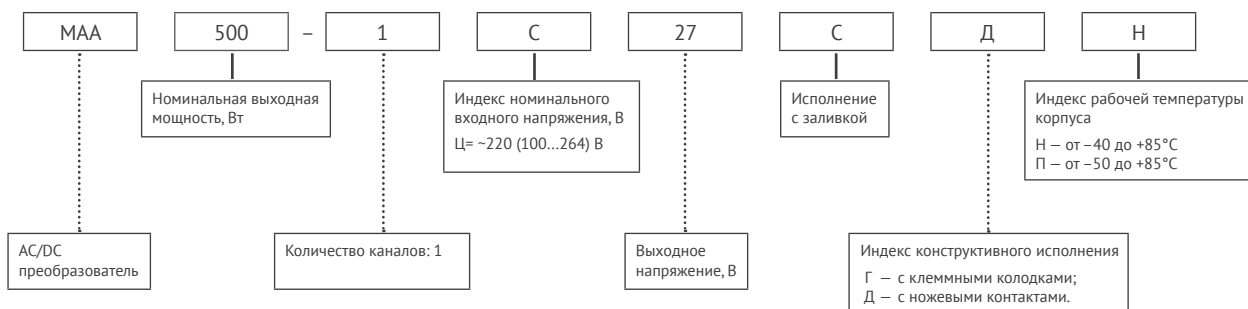 МАА 500 – 1 С 27 С Д Н
Номинальная выходная
мощность, Вт
Индекс номинального
входного напряжения, В
Ц= ~220 (100...264) В
Исполнение
с заливкой
Индекс рабочей температуры
корпуса
Н — от –40 до +85°С
П — от –50 до +85°С
AC/DC
преобразователь
Количество каналов: 1
Выходное
напряжение, В
Индекс конструктивного исполнения
Г — с клеммными колодками;
Д — с ножевыми контактами.